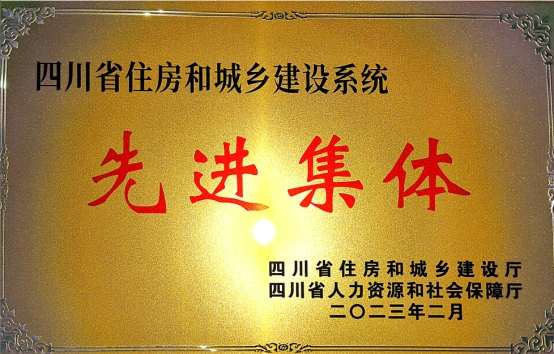 四川省住房和城乡建设系统
先进集体
四川省住房和城乡建设厅
四川省人力资源和社会保障厅
二〇二三年二月